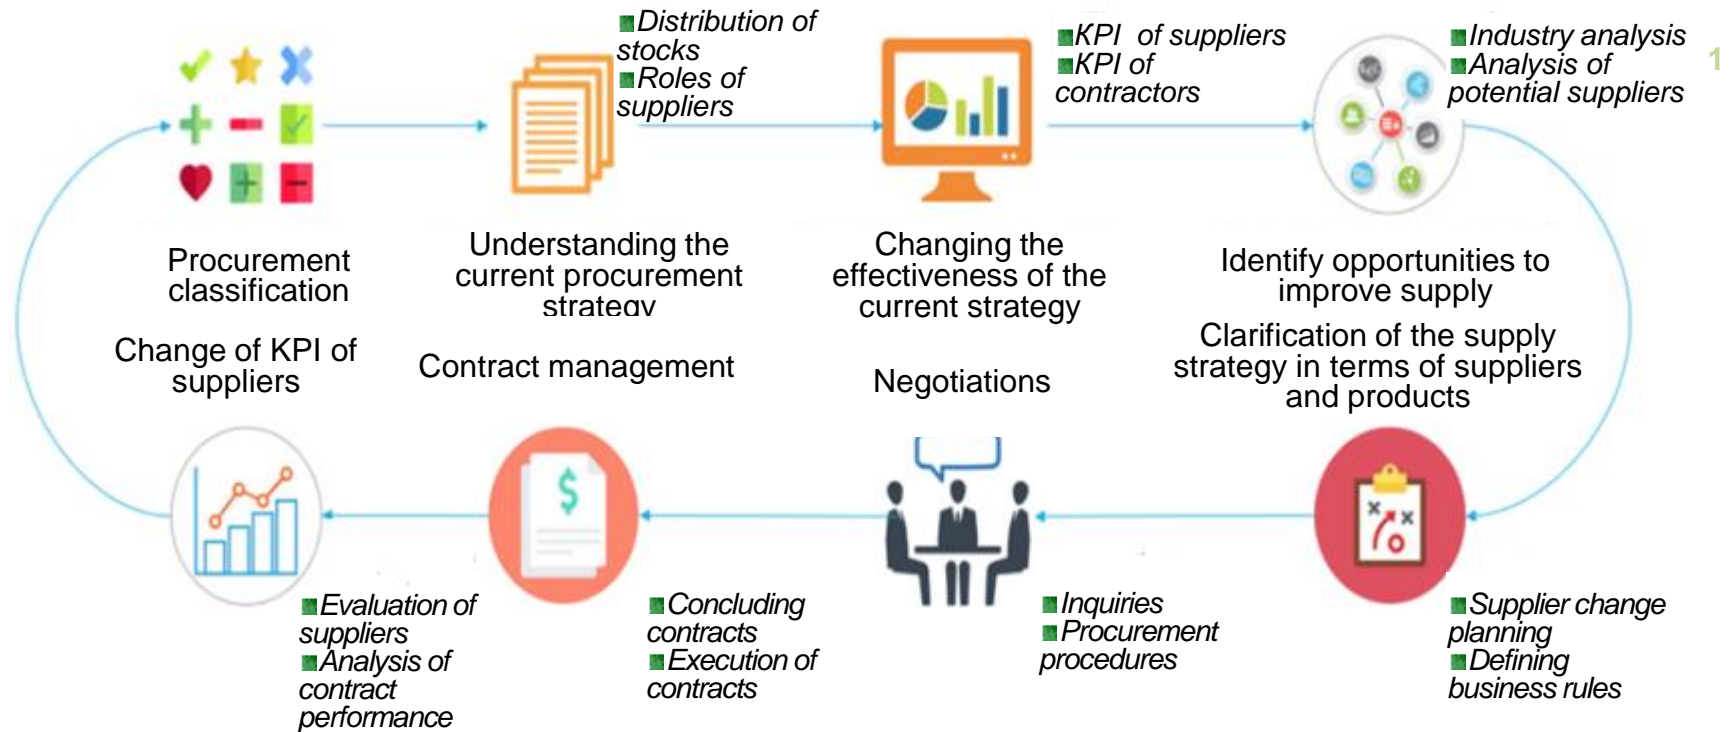 Distribution of
stocks
Roles of
suppliers
KPI of suppliers
KPI of
contractors
Industry analysis
Analysis of
potential suppliers
1
Procurement
classification
Understanding the
current procurement
strategy
Changing the
effectiveness of the
current strategy
Identify opportunities to
improve supply
Change of KPI of
suppliers
Contract management
Negotiations
Clarification of the supply
strategy in terms of suppliers
and products
$
x x
o
Evaluation of
suppliers
Analysis of
contract
performance
Concluding
contracts
Execution of
contracts
Inquiries
Procurement
procedures
Supplier change
planning
Defining
business rules